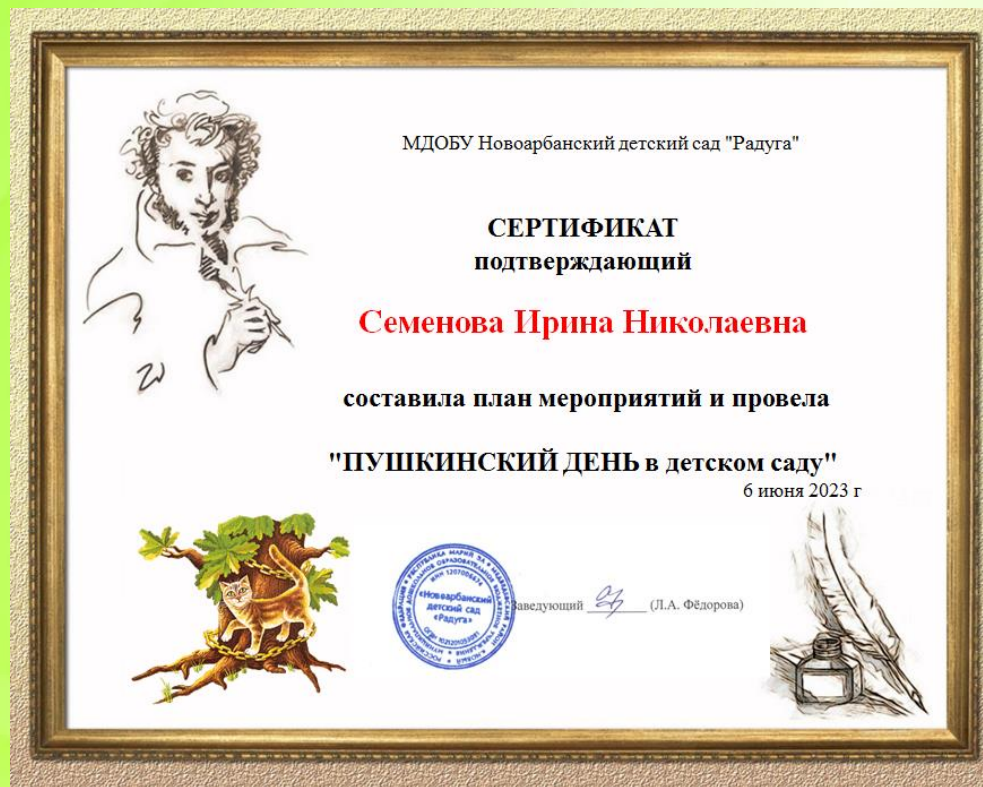 МДОБУ Новоарбанский детский сад "Радуга"
СЕРТИФИКАТ
подтверждающий
Семенова Ирина Николаевна
составила план мероприятий и провела
"ПУШКИНСКИЙ ДЕНЬ в детском саду"
6 июня 2023 г
«Новоарбанский
детский сад
«Радуга»
Заведующий (Л.А. Фёдорова)